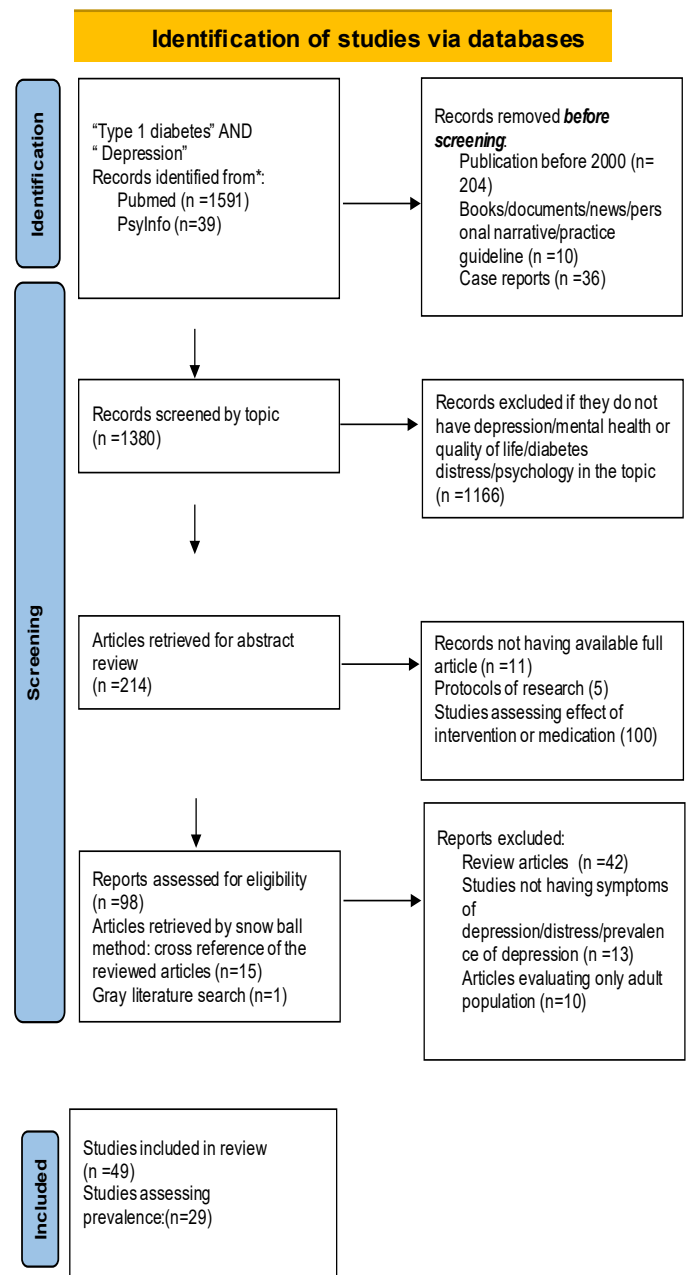 Identification of studies via databases
Identification
“Type 1 diabetes” AND
“ Depression”
Records identified from*:
Pubmed (n =1591)
PsyInfo (n=39)
Records removed before
screening:
Publication before 2000 (n=
204)
Books/documents/news/pers
onal narrative/practice
guideline (n =10)
Case reports (n =36)
Screening
Records screened by topic
(n =1380)
Records excluded if they do not
have depression/mental health or
quality of life/diabetes
distress/psychology in the topic
(n =1166)
Articles retrieved for abstract
review
(n =214)
Records not having available full
article (n =11)
Protocols of research (5)
Studies assessing effect of
intervention or medication (100)
Reports assessed for eligibility
(n =98)
Articles retrieved by snow ball
method: cross reference of the
reviewed articles (n=15)
Gray literature search (n=1)
Reports excluded:
Review articles (n =42)
Studies not having symptoms
of
depression/distress/prevalen
ce of depression (n =13)
Articles evaluating only adult
population (n=10)
Included
Studies included in review
(n =49)
Studies assessing
prevalence:(n=29)